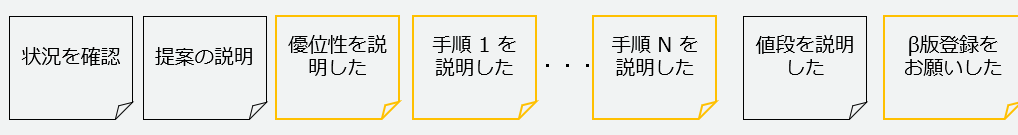 状況を確認
提案の説明
優位性を説
明した
手順 1 を
説明した
・・・
手順 N を
説明した
値段を説明
した
β版登録を
お願いした